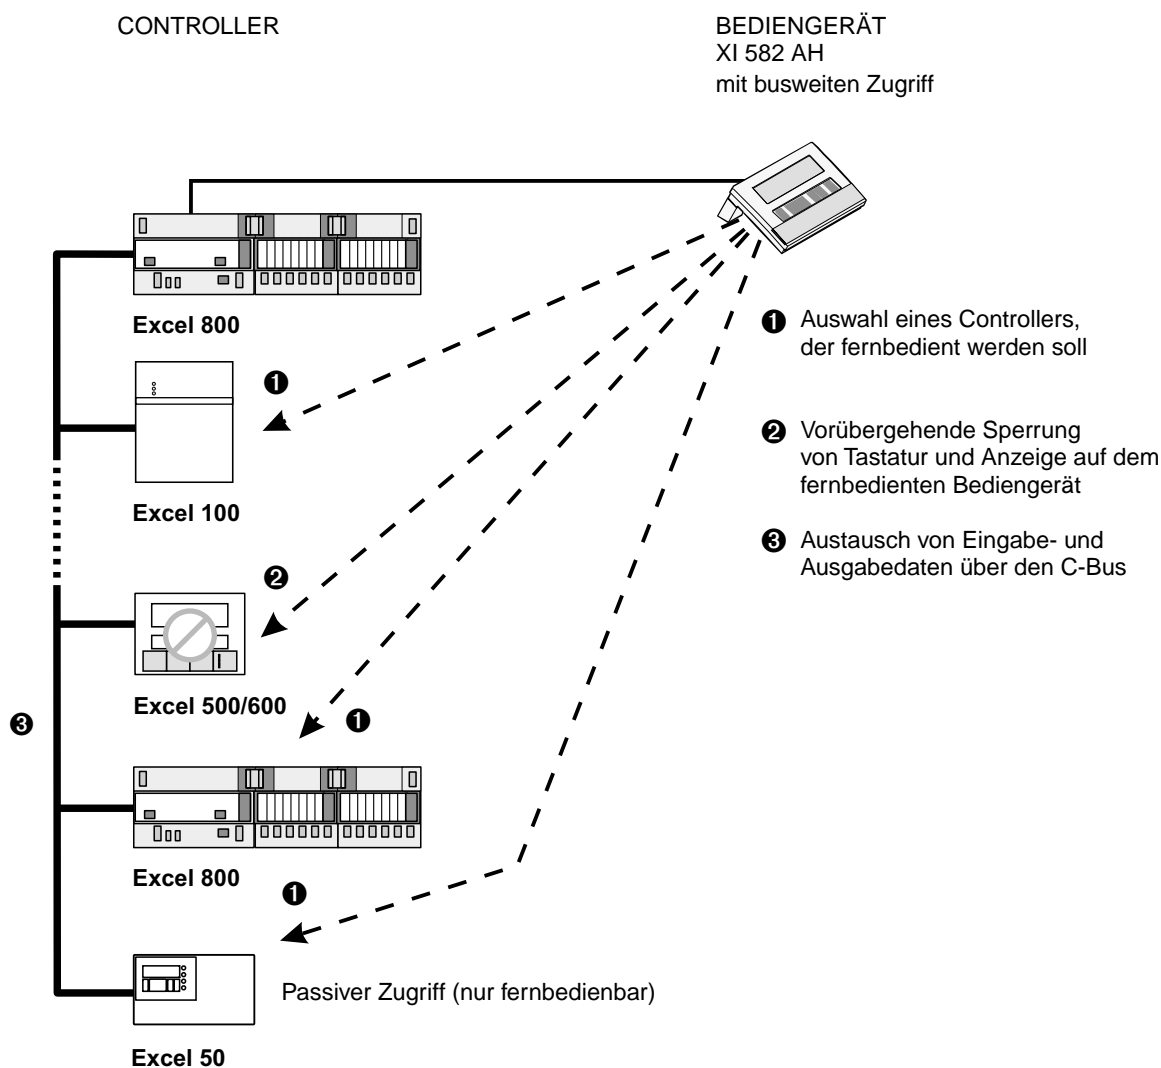 CONTROLLER
BEDIENGERÄT
XI 582 AH
mit busweiten Zugriff
Excel 800
❶
Excel 100
❷
Excel 500/600
❸
❶
Excel 800
❶
Passiver Zugriff (nur fernbedienbar)
Excel 50
❶ Auswahl eines Controllers,
der fernbedient werden soll
❷ Vorübergehende Sperrung
von Tastatur und Anzeige auf dem
fernbedienten Bediengerät
❸ Austausch von Eingabe- und
Ausgabedaten über den C-Bus